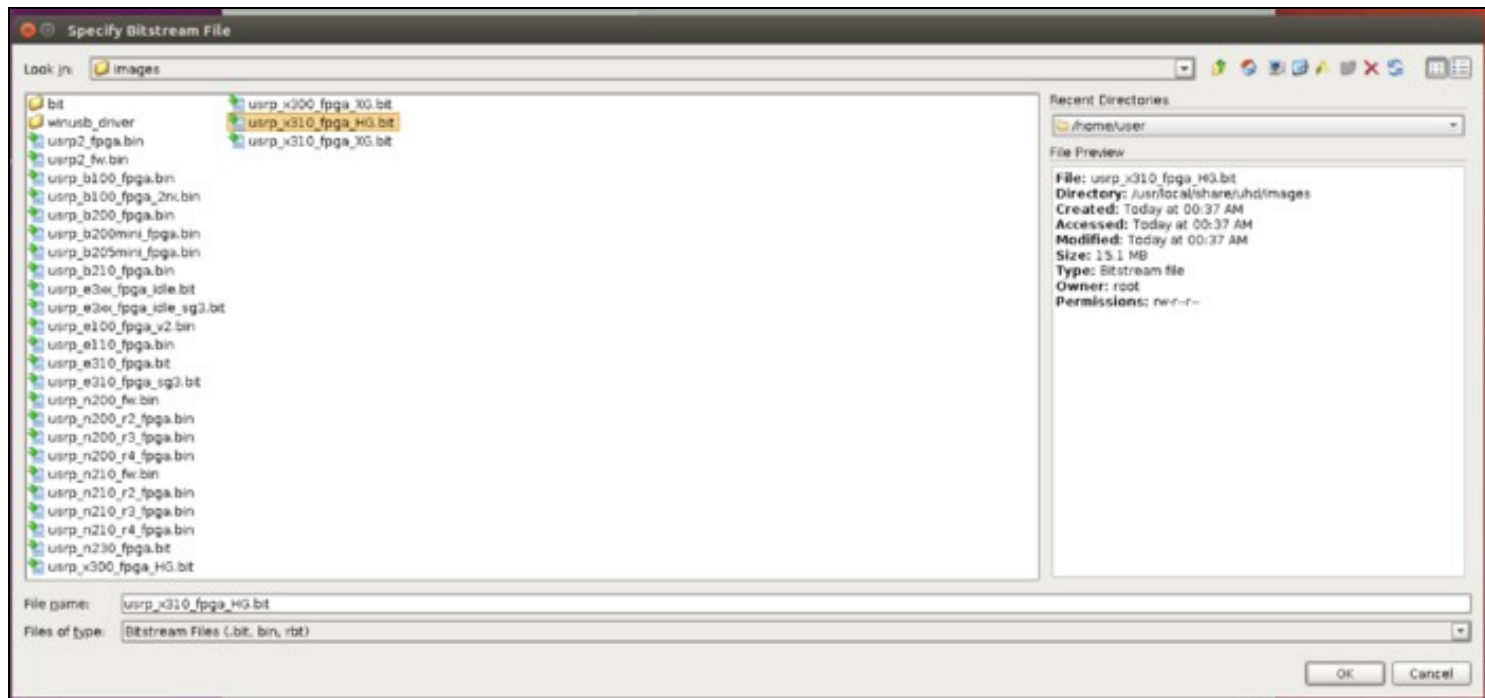 Specify Bitstream File
Look in: images
bit
winusb_driver
usrp2_fpga.bin
usrp2_fw.bin
usrp_b100_fpga.bin
usrp_b100_fpga_2rx.bin
usrp_b200_fpga.bin
usrp_b200mini_fpga.bin
usrp_b205mini_fpga.bin
usrp_b210_fpga.bin
usrp_e3xx_fpga_idle.bit
usrp_e3xx_fpga_idle_sg3.bit
usrp_e100_fpga_v2.bin
usrp_e110_fpga.bin
usrp_e310_fpga.bit
usrp_e310_fpga_sg3.bit
usrp_n200_fw.bin
usrp_n200_r2_fpga.bin
usrp_n200_r3_fpga.bin
usrp_n200_r4_fpga.bin
usrp_n210_fw.bin
usrp_n210_r2_fpga.bin
usrp_n210_r3_fpga.bin
usrp_n210_r4_fpga.bin
usrp_n230_fpga.bit
usrp_x300_fpga_HG.bit
usrp_x300_fpga_XG.bit
usrp_x310_fpga_HG.bit
usrp_x310_fpga_XG.bit
Recent Directories
/home/user
File Preview
File: usrp_x310_fpga_HG.bit
Directory: /usr/local/share/uhd/images
Created: Today at 00:37 AM
Accessed: Today at 00:37 AM
Modified: Today at 00:37 AM
Size: 15.1 MB
Type: Bitstream file
Owner: root
Permissions: rw-r--r--
File name: usrp_x310_fpga_HG.bit
Files of type: Bitstream Files (.bit, bin, rbt)
OK Cancel